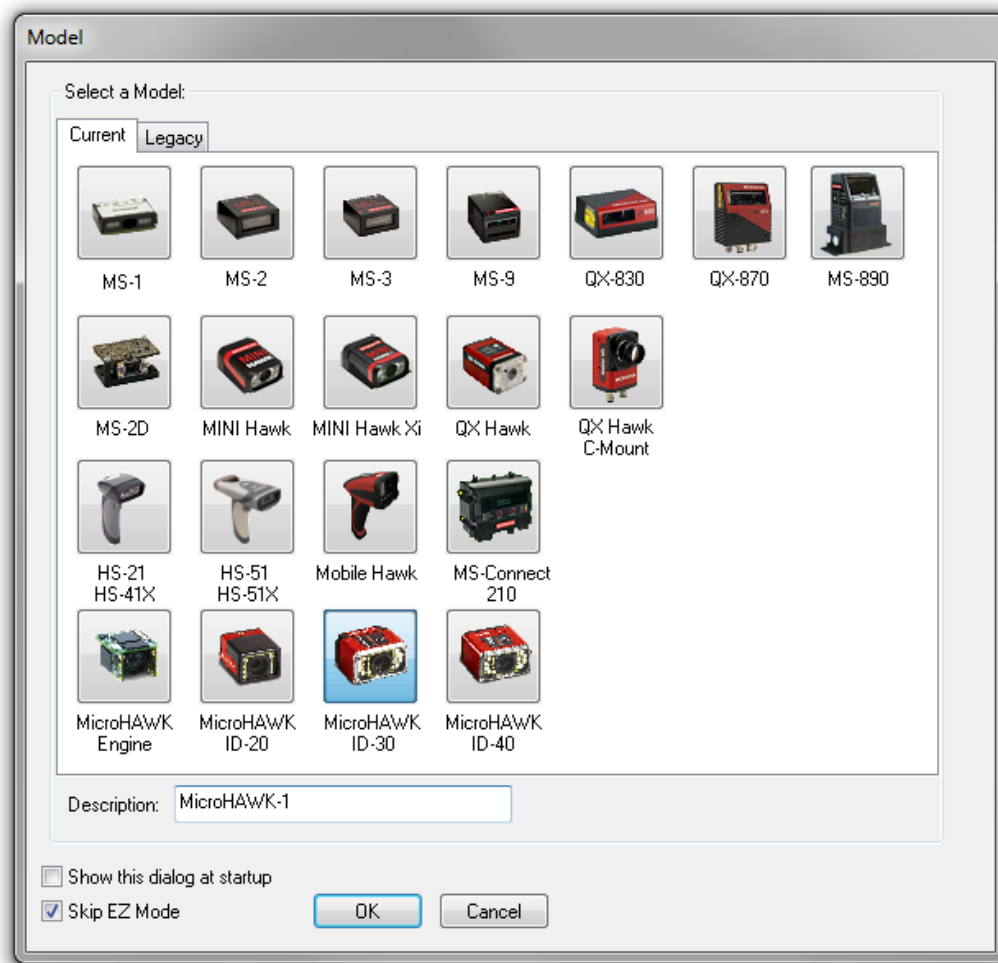 Model
Select a Model:
Current Legacy
MS-1 MS-2 MS-3 MS-9 QX-830 QX-870 MS-890
MS-2D MINI Hawk MINI Hawk Xi QX Hawk QX Hawk
C-Mount
HS-21 HS-51 Mobile Hawk MS-Connect
HS-41X HS-51X 210
MicroHAWK MicroHAWK MicroHAWK MicroHAWK
Engine ID-20 ID-30 ID-40
Description: MicroHAWK-1
Show this dialog at startup
Skip EZ Mode OK Cancel